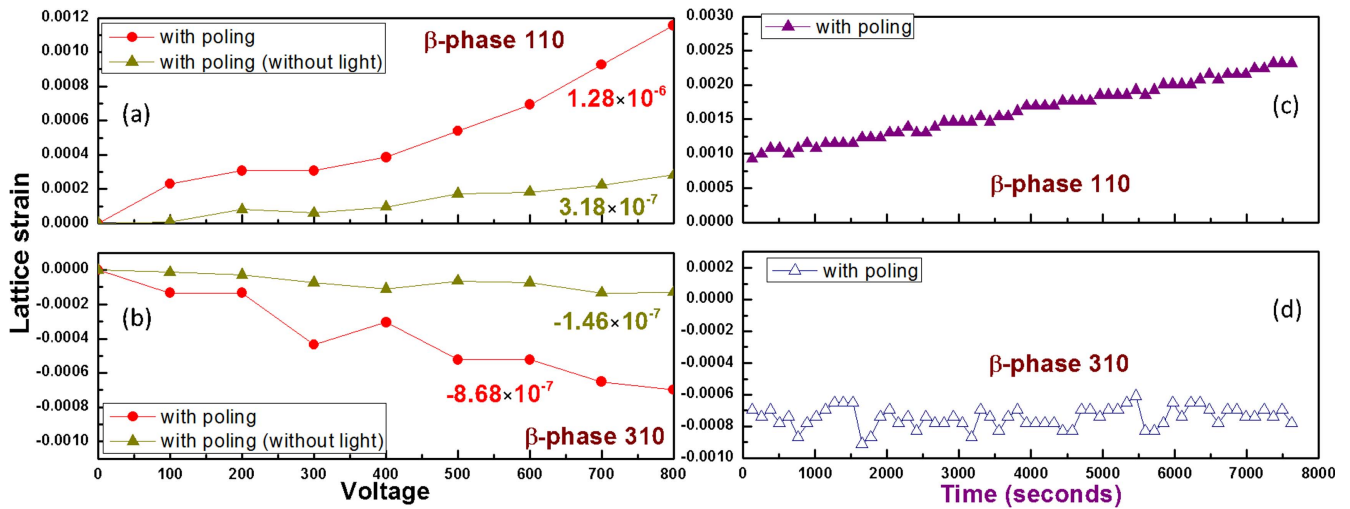 Lattice strain
0.0012
0.0010
0.0008
0.0006
0.0004
0.0002
0.0000
with poling
with poling (without light)
β-phase 110
(a)
1.28×10⁻⁶
3.18×10⁻⁷
0.0000
-0.0002
-0.0004
-0.0006
-0.0008
-0.0010
(b)
-1.46×10⁻⁷
-8.68×10⁻⁷
with poling
with poling (without light)
β-phase 310
0 100 200 300 400 500 600 700 800
Voltage
0.0030
0.0025
0.0020
0.0015
0.0010
0.0005
0.0000
with poling
(c)
β-phase 110
0.0002
0.0000
-0.0002
-0.0004
-0.0006
-0.0008
-0.0010
with poling
(d)
β-phase 310
0 1000 2000 3000 4000 5000 6000 7000 8000
Time (seconds)